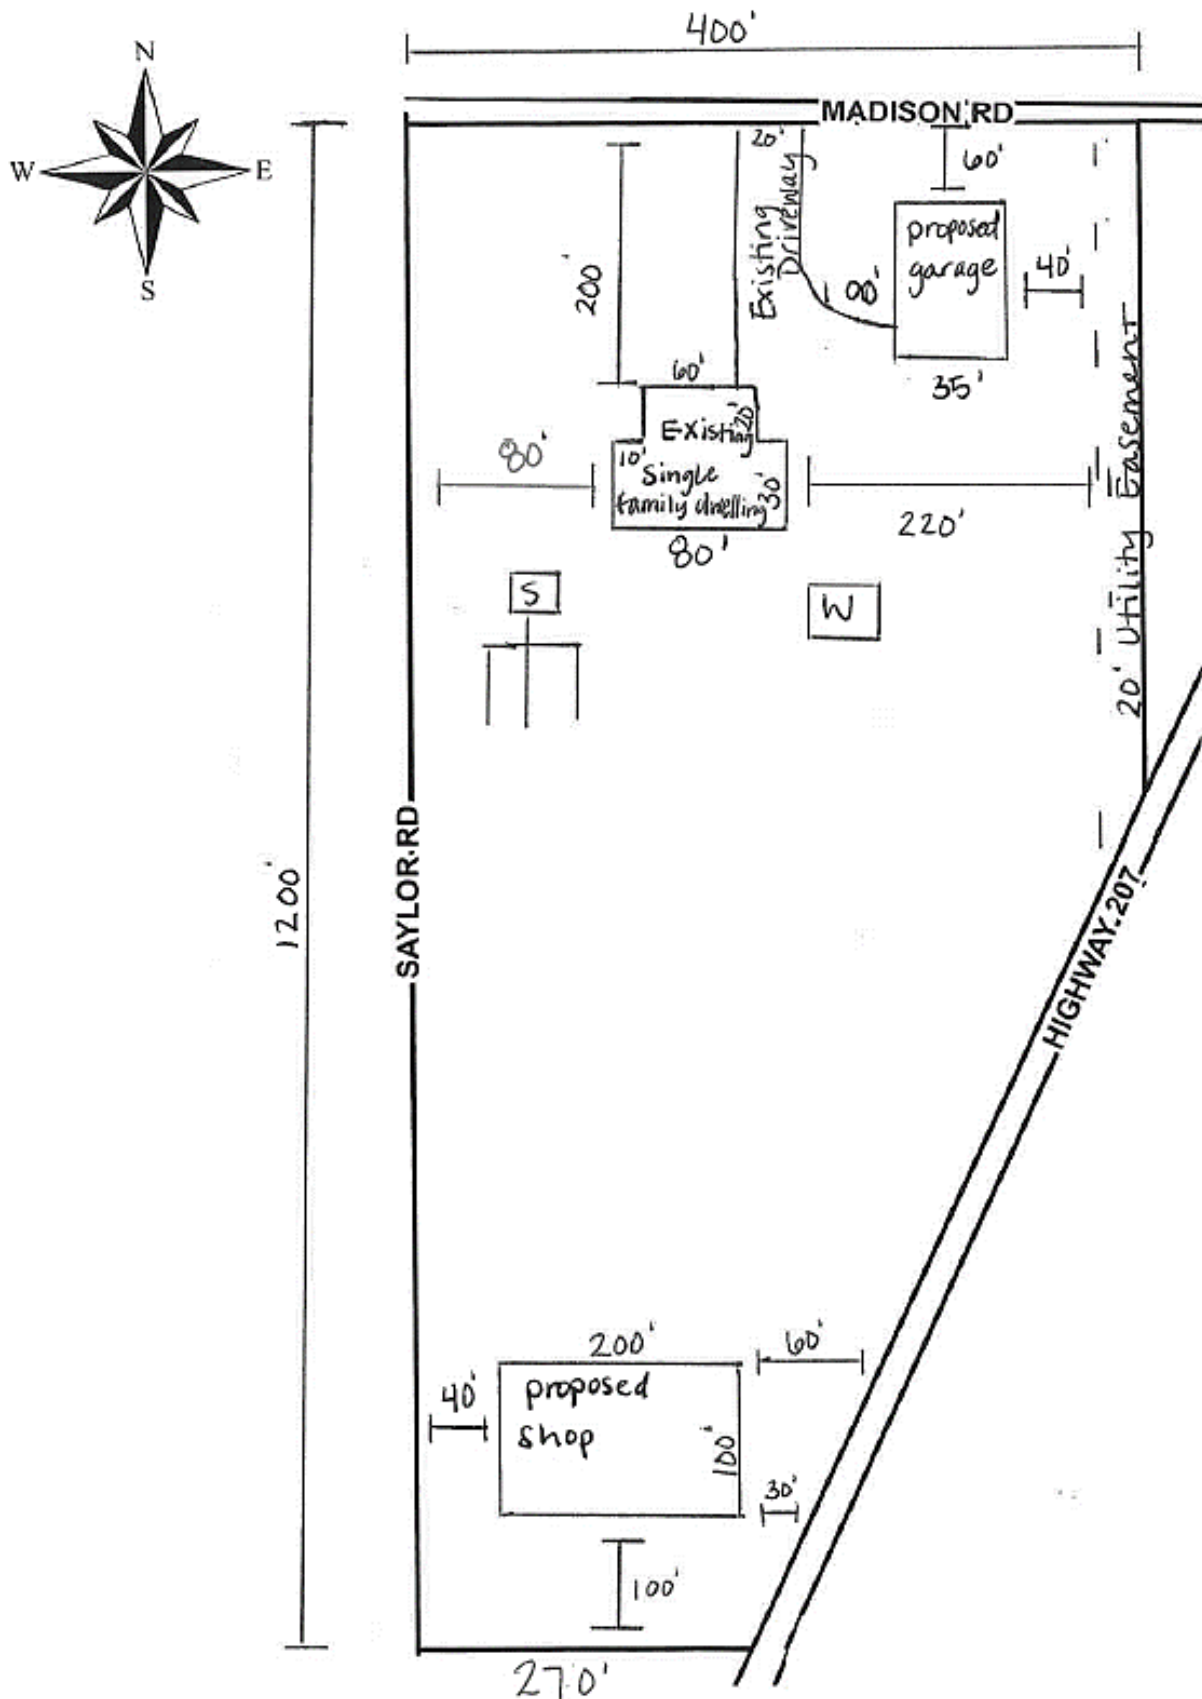 400'
N
W
E
S
MADISON RD
20'
60'
Existing
Driveway
proposed
garage
40'
200'
100'
35'
60'
Existing
20'
10'
Single
family dwelling
30'
80'
80'
220'
20' Utility Easement
S
W
1200'
SAYLOR RD
HIGHWAY 207
200'
60'
40'
proposed
shop
100'
30'
100'
270'